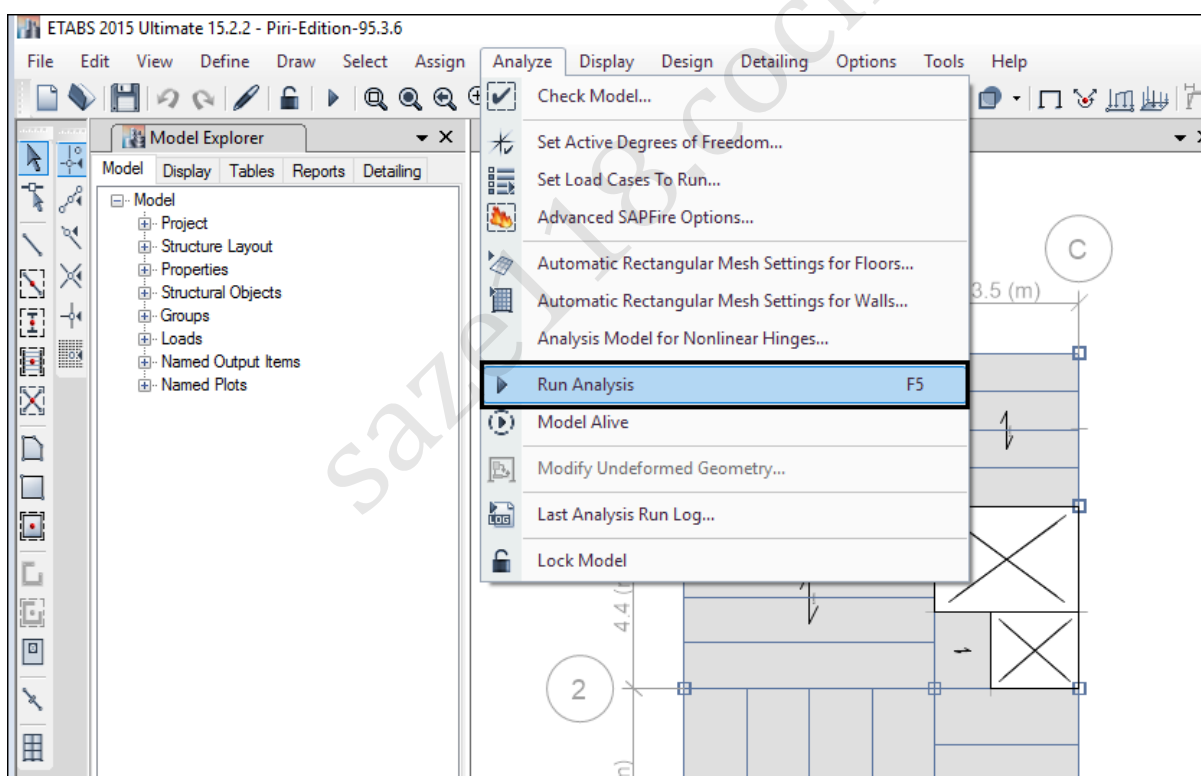 ETABS 2015 Ultimate 15.2.2 - Piri-Edition-95.3.6
File Edit View Define Draw Select Assign Analyze Display Design Detailing Options Tools Help
Model Explorer
Model Display Tables Reports Detailing
Model
Project
Structure Layout
Properties
Structural Objects
Groups
Loads
Named Output Items
Named Plots
Check Model...
Set Active Degrees of Freedom...
Set Load Cases To Run...
Advanced SAPFire Options...
Automatic Rectangular Mesh Settings for Floors...
Automatic Rectangular Mesh Settings for Walls...
Analysis Model for Nonlinear Hinges...
Run Analysis F5
Model Alive
Modify Undeformed Geometry...
LOG
Last Analysis Run Log...
Lock Model
C
3.5 (m)
4.4
2